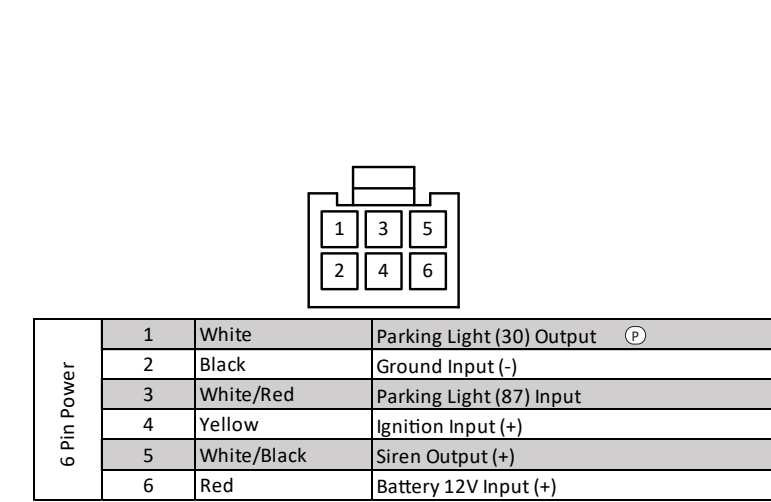 1 3 5
2 4 6
6 Pin Power
1 White Parking Light (30) Output P
2 Black Ground Input (-)
3 White/Red Parking Light (87) Input
4 Yellow Ignition Input (+)
5 White/Black Siren Output (+)
6 Red Battery 12V Input (+)